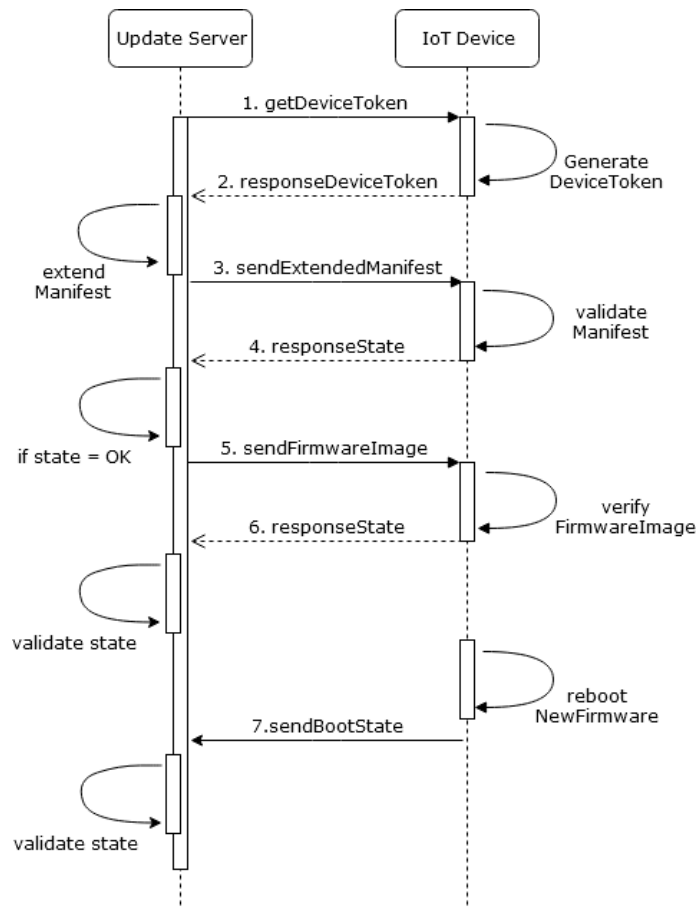 Update Server
IoT Device
1. getDeviceToken
Generate
DeviceToken
2. responseDeviceToken
extend
Manifest
3. sendExtendedManifest
validate
Manifest
4. responseState
if state = OK
5. sendFirmwareImage
verify
FirmwareImage
6. responseState
validate state
reboot
NewFirmware
7.sendBootState
validate state